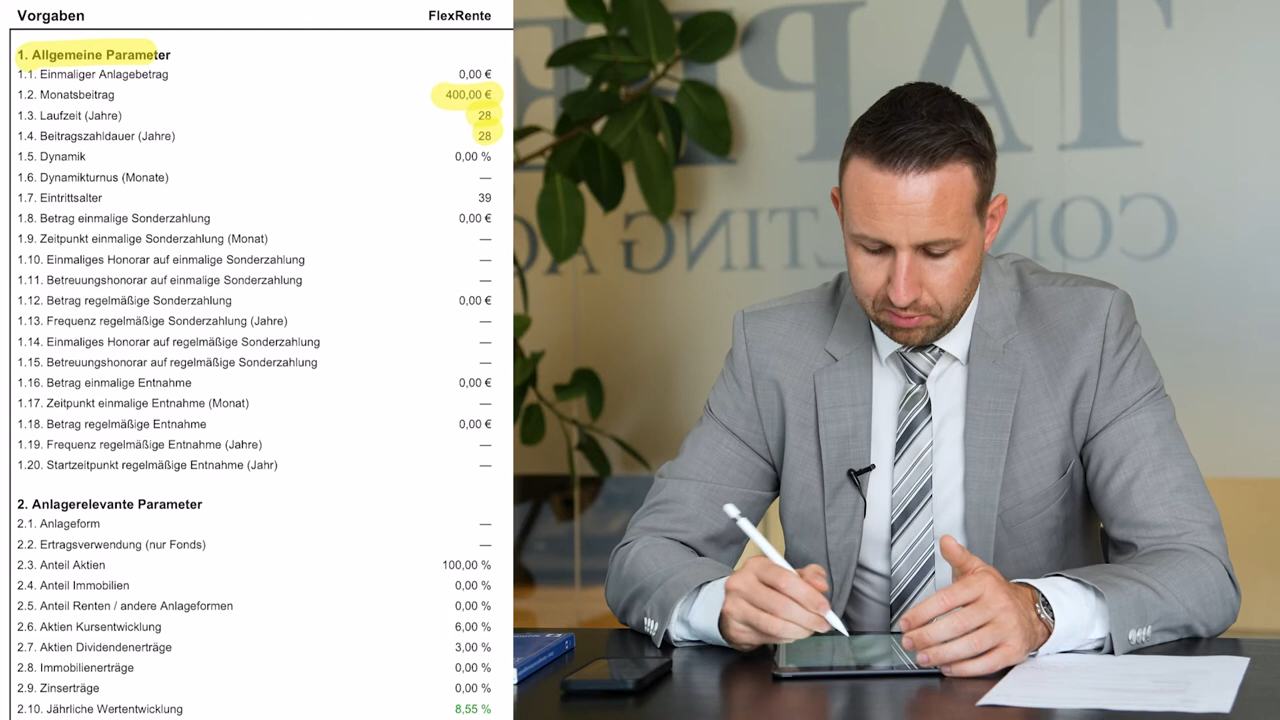 Vorgaben FlexRente
1. Allgemeine Parameter
1.1. Einmaliger Anlagebetrag 0,00 €
1.2. Monatsbeitrag 400,00 €
1.3. Laufzeit (Jahre) 28
1.4. Beitragszahldauer (Jahre) 28
1.5. Dynamik 0,00 %
1.6. Dynamikturnus (Monate) —
1.7. Eintrittsalter 39
1.8. Betrag einmalige Sonderzahlung 0,00 €
1.9. Zeitpunkt einmalige Sonderzahlung (Monat) —
1.10. Einmaliges Honorar auf einmalige Sonderzahlung —
1.11. Betreuungshonorar auf einmalige Sonderzahlung —
1.12. Betrag regelmäßige Sonderzahlung 0,00 €
1.13. Frequenz regelmäßige Sonderzahlung (Jahre) —
1.14. Einmaliges Honorar auf regelmäßige Sonderzahlung —
1.15. Betreuungshonorar auf regelmäßige Sonderzahlung —
1.16. Betrag einmalige Entnahme 0,00 €
1.17. Zeitpunkt einmalige Entnahme (Monat) —
1.18. Betrag regelmäßige Entnahme 0,00 €
1.19. Frequenz regelmäßige Entnahme (Jahre) —
1.20. Startzeitpunkt regelmäßige Entnahme (Jahr) —
2. Anlagerelevante Parameter
2.1. Anlageform —
2.2. Ertragsverwendung (nur Fonds) —
2.3. Anteil Aktien 100,00 %
2.4. Anteil Immobilien 0,00 %
2.5. Anteil Renten / andere Anlageformen 0,00 %
2.6. Aktien Kursentwicklung 6,00 %
2.7. Aktien Dividendenerträge 3,00 %
2.8. Immobilienerträge 0,00 %
2.9. Zinserträge 0,00 %
2.10. Jährliche Wertentwicklung 8,55 %